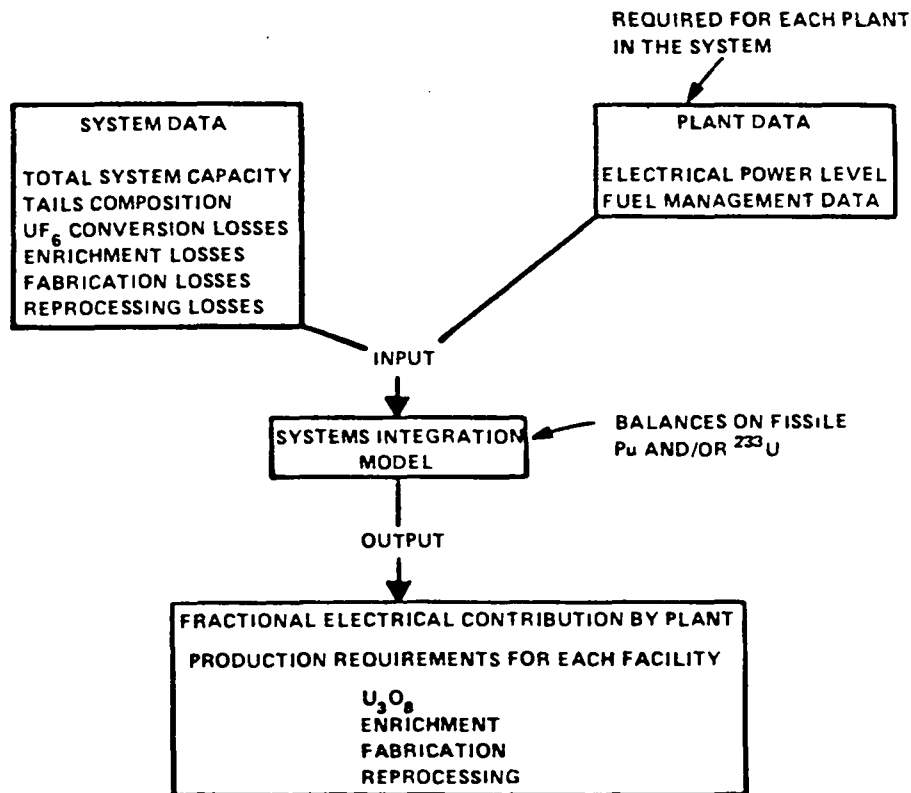 REQUIRED FOR EACH PLANT
IN THE SYSTEM
SYSTEM DATA
TOTAL SYSTEM CAPACITY
TAILS COMPOSITION
UF₆ CONVERSION LOSSES
ENRICHMENT LOSSES
FABRICATION LOSSES
REPROCESSING LOSSES
PLANT DATA
ELECTRICAL POWER LEVEL
FUEL MANAGEMENT DATA
INPUT
SYSTEMS INTEGRATION
MODEL
BALANCES ON FISSILE
Pu AND/OR ²³³U
OUTPUT
FRACTIONAL ELECTRICAL CONTRIBUTION BY PLANT
PRODUCTION REQUIREMENTS FOR EACH FACILITY
U₃O₈
ENRICHMENT
FABRICATION
REPROCESSING